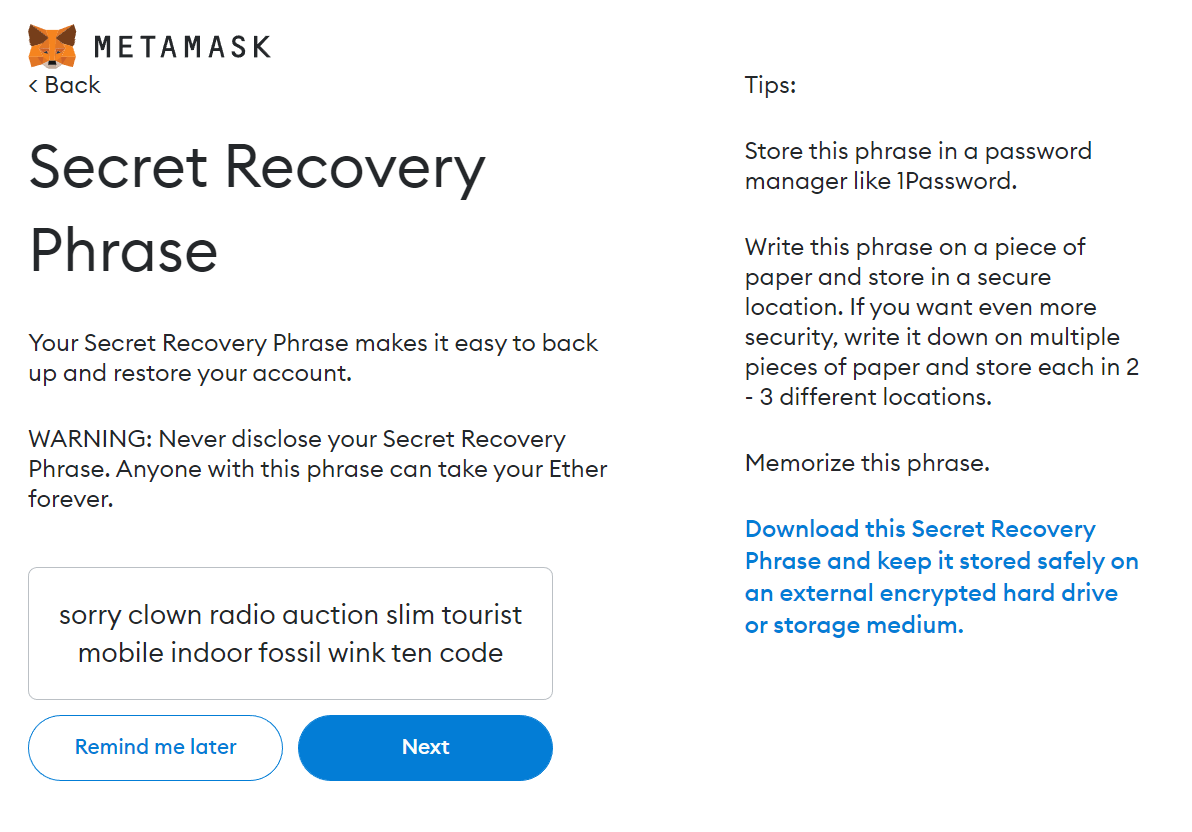 METAMASK
< Back
Secret Recovery
Phrase
Your Secret Recovery Phrase makes it easy to back
up and restore your account.
WARNING: Never disclose your Secret Recovery
Phrase. Anyone with this phrase can take your Ether
forever.
sorry clown radio auction slim tourist
mobile indoor fossil wink ten code
Remind me later
Next
Tips:
Store this phrase in a password
manager like 1Password.
Write this phrase on a piece of
paper and store in a secure
location. If you want even more
security, write it down on multiple
pieces of paper and store each in 2
- 3 different locations.
Memorize this phrase.
Download this Secret Recovery
Phrase and keep it stored safely on
an external encrypted hard drive
or storage medium.